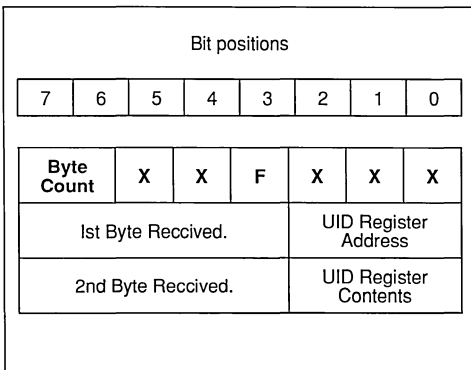 Bit positions
7 6 5 4 3 2 1 0
Byte Count X X F X X X
Ist Byte Reccived. UID Register Address
2nd Byte Reccived. UID Register Contents